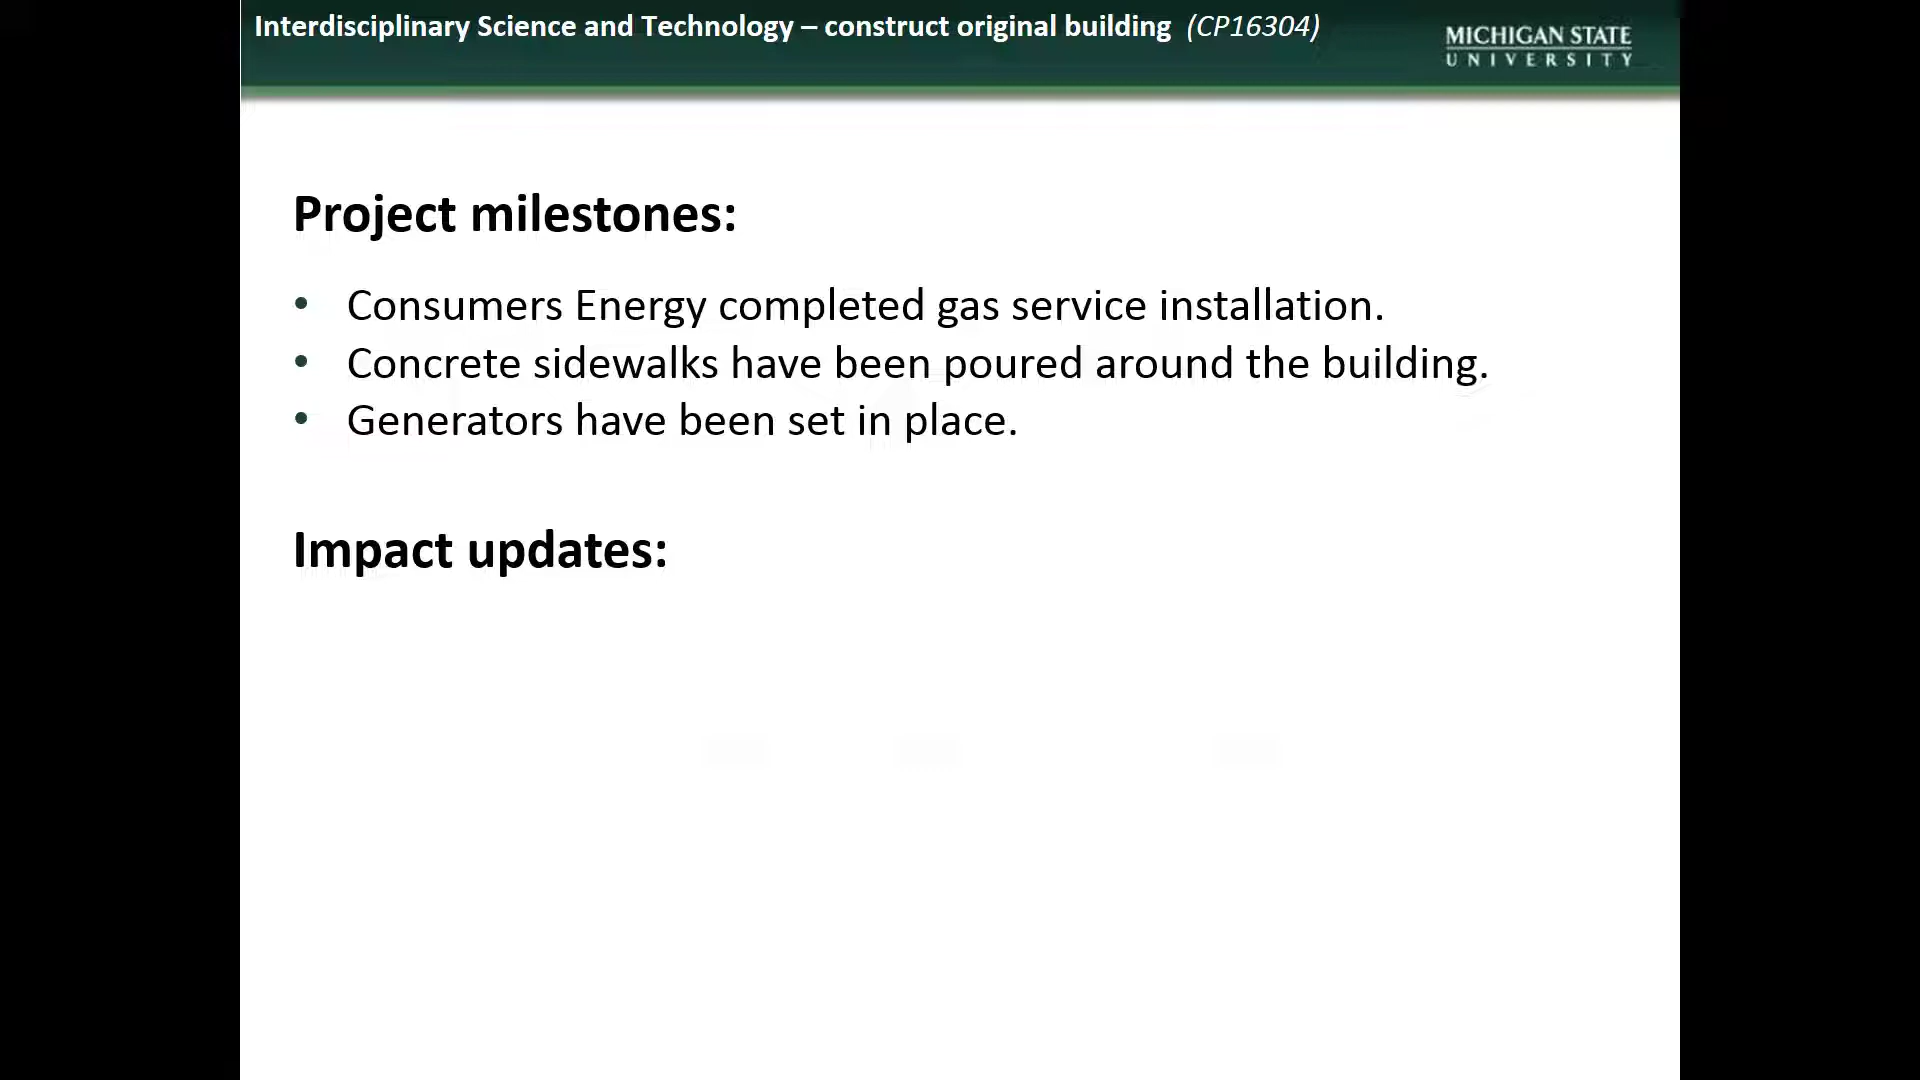 Interdisciplinary Science and Technology – construct original building (CP16304)
MICHIGAN STATE
UNIVERSITY
Project milestones:
• Consumers Energy completed gas service installation.
• Concrete sidewalks have been poured around the building.
• Generators have been set in place.
Impact updates: